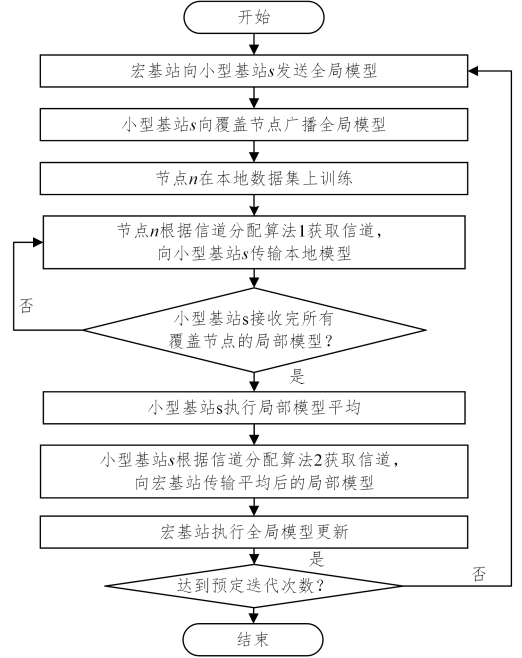 开始
宏基站向小型基站s发送全局模型
小型基站s向覆盖节点广播全局模型
节点n在本地数据集上训练
节点n根据信道分配算法1获取信道，
向小型基站s传输本地模型
否
小型基站s接收完所有
覆盖节点的局部模型？
是
小型基站s执行局部模型平均
小型基站s根据信道分配算法2获取信道，
向宏基站传输平均后的局部模型
宏基站执行全局模型更新
是
达到预定迭代次数？
否
结束